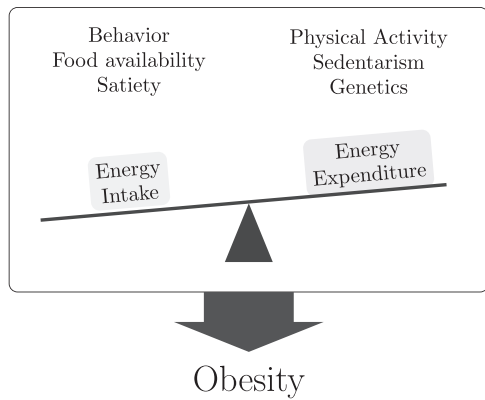 Behavior
Food availability
Satiety
Physical Activity
Sedentarism
Genetics
Energy
Intake
Energy
Expenditure
Obesity